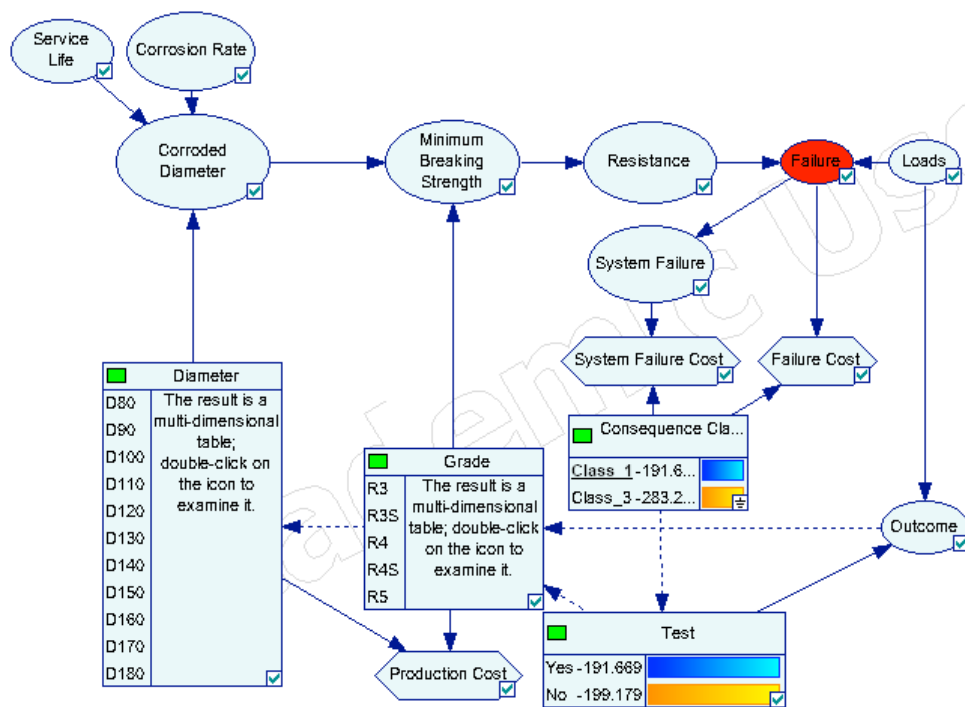 Service
Life
Corrosion Rate
Corroded
Diameter
Minimum
Breaking
Strength
Resistance
Failure
Loads
System Failure
System Failure Cost
Failure Cost
Diameter
D80
D90
D100
D110
D120
D130
D140
D150
D160
D170
D180
The result is a
multi-dimensional
table;
double-click on
the icon to
examine it.
Grade
R3
R3S
R4
R4S
R5
The result is a
multi-dimensional
table; double-click
on the icon to
examine it.
Consequence Cla...
Class_1 -191.6...
Class_3 -283.2...
Outcome
Test
Yes -191.669
No -199.179
Production Cost
ademic Us